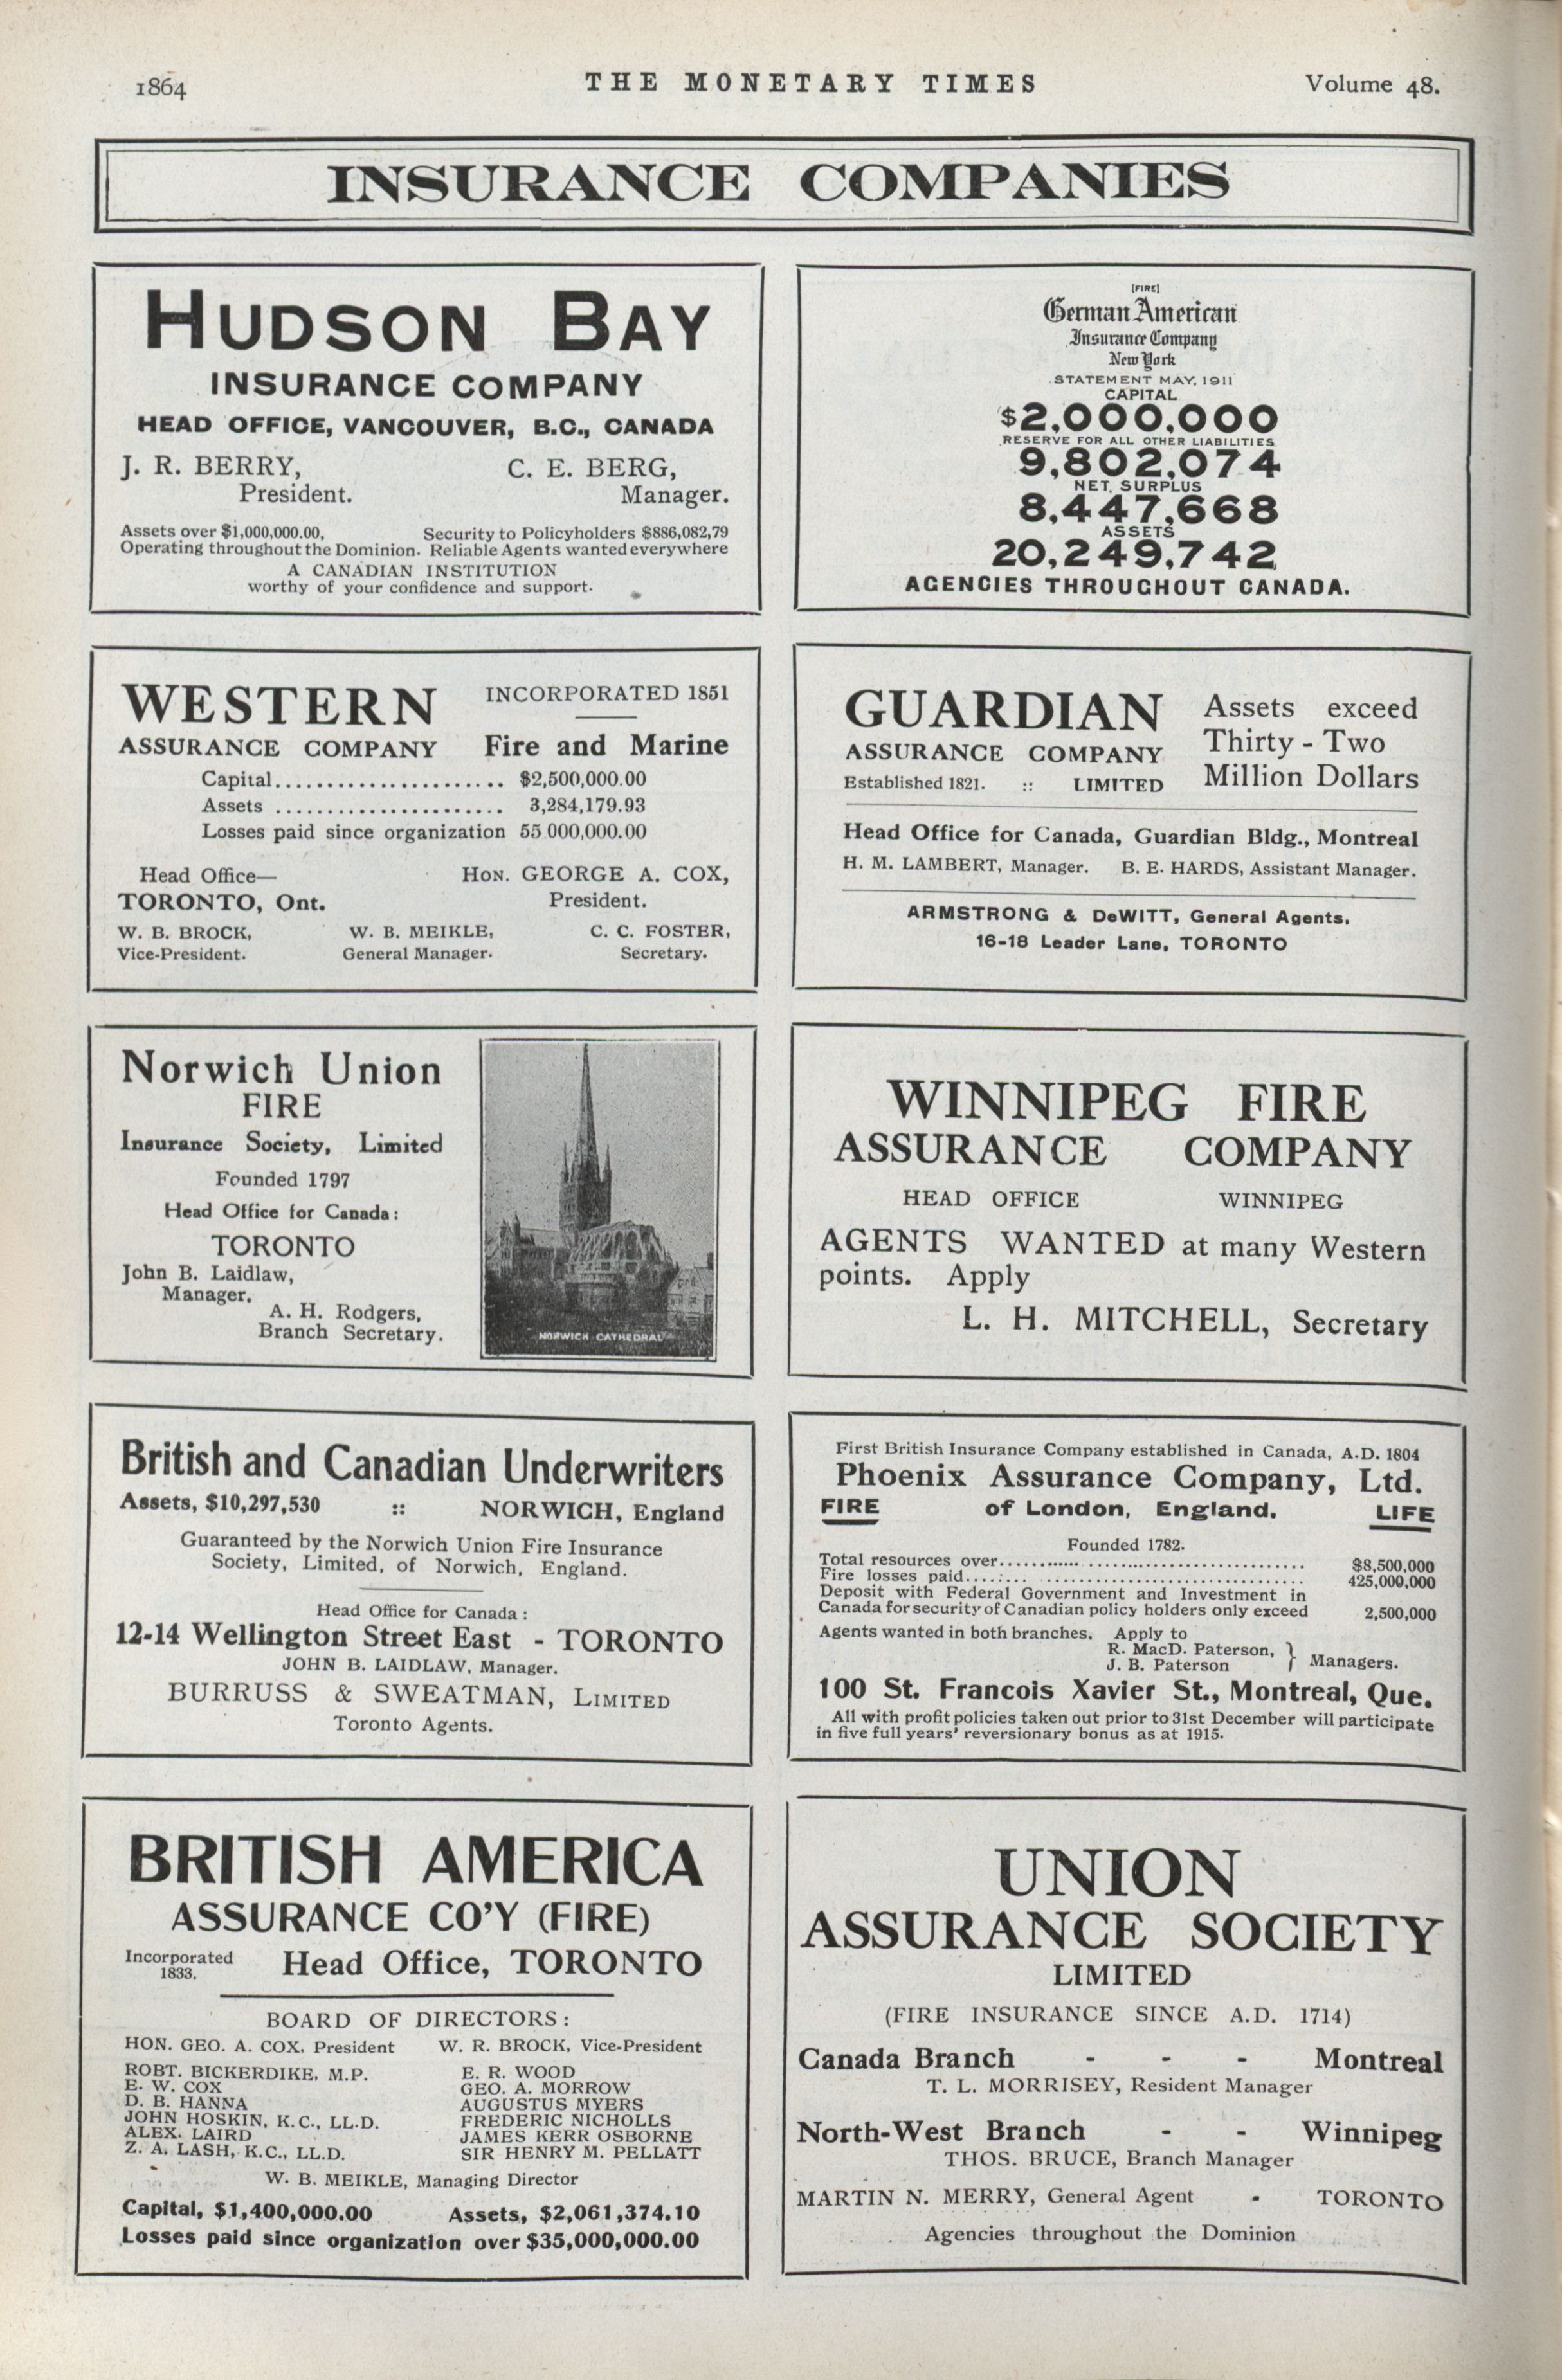 1864 THE MONETARY TIMES Volume 48.
INSURANCE COMPANIES
HUDSON BAY
INSURANCE COMPANY
HEAD OFFICE, VANCOUVER, B.C., CANADA
J. R. BERRY, C. E. BERG,
President. Manager.
Assets over $1,000,000.00, Security to Policyholders $886,082,79
Operating throughout the Dominion. Reliable Agents wanted everywhere
A CANADIAN INSTITUTION
worthy of your confidence and support.
[FIRE]
German American
Insurance Company
New York
STATEMENT MAY, 1911
CAPITAL
$2,000,000
RESERVE FOR ALL OTHER LIABILITIES
9,802,074
NET SURPLUS
8,447,668
ASSETS
20,249,742
AGENCIES THROUGHOUT CANADA.
WESTERN INCORPORATED 1851
ASSURANCE COMPANY Fire and Marine
Capital...................... $2,500,000.00
Assets ...................... 3,284,179.93
Losses paid since organization 55.000,000.00
Head Office— HON. GEORGE A. COX,
TORONTO, Ont. President.
W. B. BROCK, W. B. MEIKLE, C. C. FOSTER,
Vice-President. General Manager. Secretary.
GUARDIAN Assets exceed
ASSURANCE COMPANY Thirty - Two
Established 1821. :: LIMITED Million Dollars
Head Office for Canada, Guardian Bldg., Montreal
H. M. LAMBERT, Manager. B. E. HARDS, Assistant Manager.
ARMSTRONG & DeWITT, General Agents,
16-18 Leader Lane, TORONTO
Norwich Union
FIRE
Insurance Society, Limited
Founded 1797
Head Office for Canada:
TORONTO
John B. Laidlaw,
Manager.
A. H. Rodgers,
Branch Secretary.
NORWICH CATHEDRAL
WINNIPEG FIRE
ASSURANCE COMPANY
HEAD OFFICE WINNIPEG
AGENTS WANTED at many Western
points. Apply
L. H. MITCHELL, Secretary
British and Canadian Underwriters
Assets, $10,297,530 :: NORWICH, England
Guaranteed by the Norwich Union Fire Insurance
Society, Limited, of Norwich, England.
Head Office for Canada:
12-14 Wellington Street East - TORONTO
JOHN B. LAIDLAW, Manager.
BURRUSS & SWEATMAN, LIMITED
Toronto Agents.
First British Insurance Company established in Canada, A.D. 1804
Phoenix Assurance Company, Ltd.
FIRE of London, England. LIFE
Founded 1782.
Total resources over............ .............................. $8,500,000
Fire losses paid......... .................................... 425,000,000
Deposit with Federal Government and Investment in
Canada for security of Canadian policy holders only exceed 2,500,000
Agents wanted in both branches. Apply to
R. MacD. Paterson, } Managers.
J. B. Paterson
100 St. Francois Xavier St., Montreal, Que.
All with profit policies taken out prior to 31st December will participate
in five full years' reversionary bonus as at 1915.
BRITISH AMERICA
ASSURANCE CO'Y (FIRE)
Incorporated 1833. Head Office, TORONTO
BOARD OF DIRECTORS:
HON. GEO. A. COX, President W. R. BROCK, Vice-President
ROBT. BICKERDIKE, M.P. E. R. WOOD
E. W. COX GEO. A. MORROW
D. B. HANNA AUGUSTUS MYERS
JOHN HOSKIN, K.C., LL.D. FREDERIC NICHOLLS
ALEX. LAIRD JAMES KERR OSBORNE
Z. A. LASH, K.C., LL.D. SIR HENRY M. PELLATT
W. B. MEIKLE, Managing Director
Capital, $1,400,000.00 Assets, $2,061,374.10
Losses paid since organization over $35,000,000.00
UNION
ASSURANCE SOCIETY
LIMITED
(FIRE INSURANCE SINCE A.D. 1714)
Canada Branch - - - Montreal
T. L. MORRISEY, Resident Manager
North-West Branch - - Winnipeg
THOS. BRUCE, Branch Manager
MARTIN N. MERRY, General Agent - TORONTO
Agencies throughout the Dominion